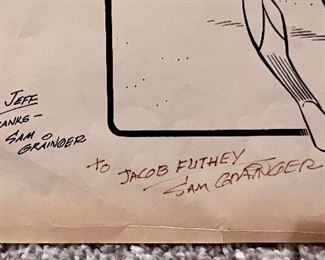 JEFF
THANKS –
SAM
GRAINGER
to JACOB FUTHEY
SAM GRAINGER